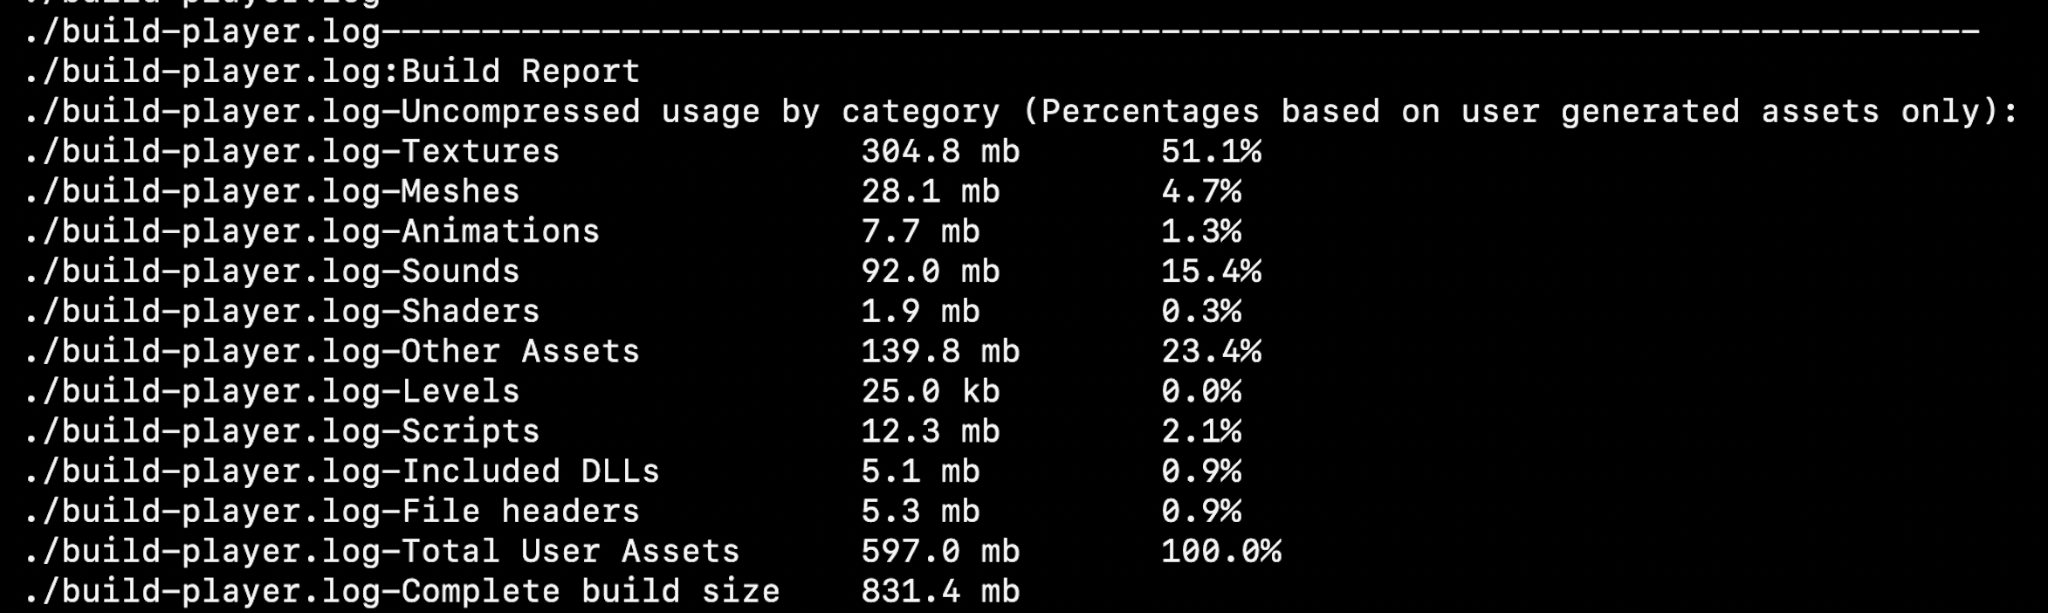 ./build-player.log
./build-player.log--------------------------------------------------------------------------------
./build-player.log:Build Report
./build-player.log-Uncompressed usage by category (Percentages based on user generated assets only):
./build-player.log-Textures               304.8 mb       51.1%
./build-player.log-Meshes                 28.1 mb        4.7%
./build-player.log-Animations             7.7 mb         1.3%
./build-player.log-Sounds                 92.0 mb        15.4%
./build-player.log-Shaders                1.9 mb         0.3%
./build-player.log-Other Assets           139.8 mb       23.4%
./build-player.log-Levels                 25.0 kb        0.0%
./build-player.log-Scripts                12.3 mb        2.1%
./build-player.log-Included DLLs          5.1 mb         0.9%
./build-player.log-File headers           5.3 mb         0.9%
./build-player.log-Total User Assets      597.0 mb       100.0%
./build-player.log-Complete build size    831.4 mb